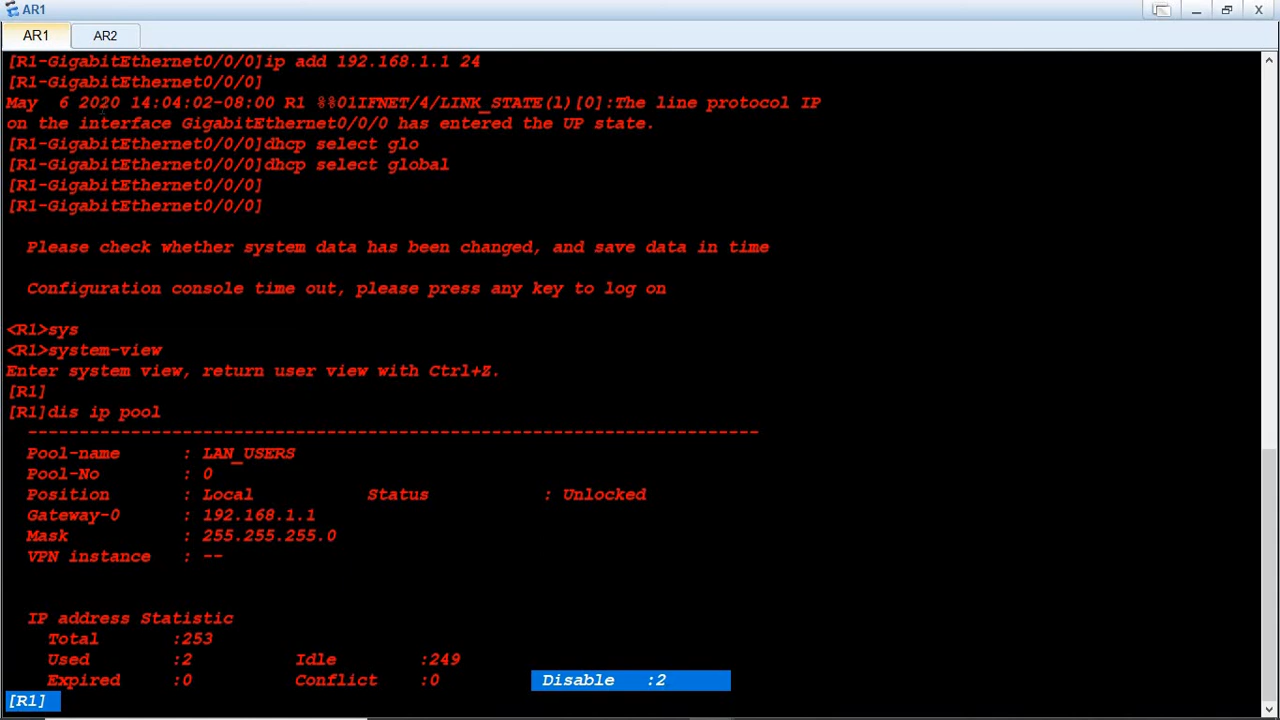 AR1
AR1 AR2
[R1-GigabitEthernet0/0/0]ip add 192.168.1.1 24
[R1-GigabitEthernet0/0/0]
May  6 2020 14:04:02-08:00 R1 %%01IFNET/4/LINK_STATE(l)[0]:The line protocol IP
on the interface GigabitEthernet0/0/0 has entered the UP state.
[R1-GigabitEthernet0/0/0]dhcp select glo
[R1-GigabitEthernet0/0/0]dhcp select global
[R1-GigabitEthernet0/0/0]
[R1-GigabitEthernet0/0/0]
Please check whether system data has been changed, and save data in time
Configuration console time out, please press any key to log on
<R1>sys
<R1>system-view
Enter system view, return user view with Ctrl+Z.
[R1]
[R1]dis ip pool
-----------------------------------------------------------------------
Pool-name      : LAN_USERS
Pool-No        : 0
Position       : Local           Status           : Unlocked
Gateway-0      : 192.168.1.1
Mask           : 255.255.255.0
VPN instance   : --
IP address Statistic
Total       :253
Used        :2          Idle        :249
Expired     :0          Conflict    :0          Disable   :2
[R1]